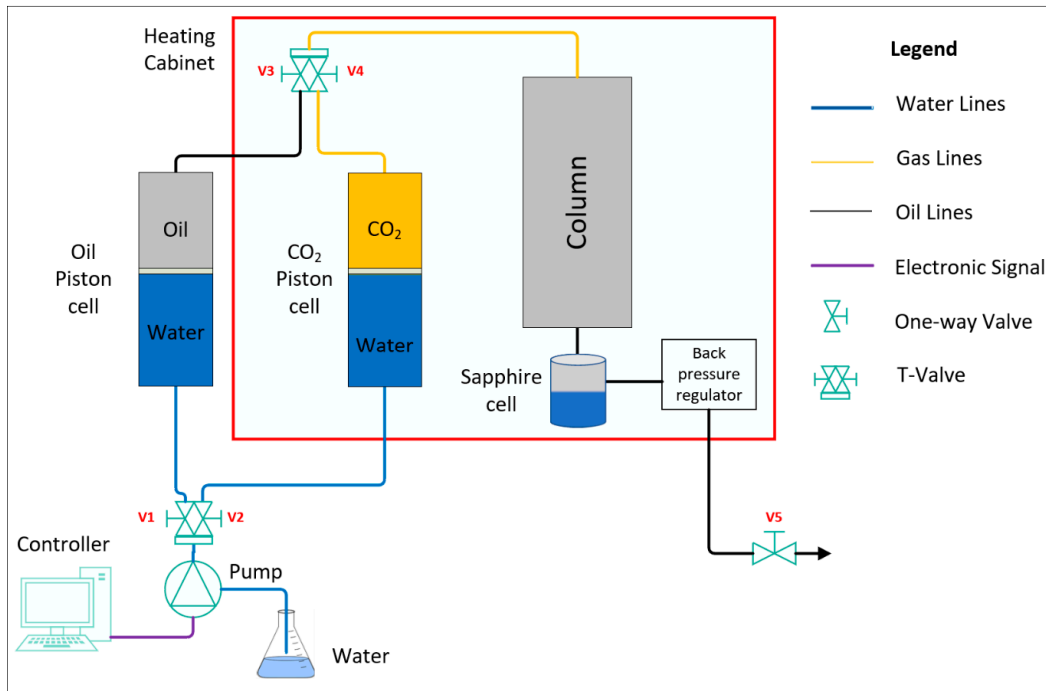 Heating
Cabinet
V3
V4
Legend
Water Lines
Gas Lines
Oil Lines
Electronic Signal
One-way Valve
T-Valve
Column
Oil
CO₂
Oil
Piston
cell
CO₂
Piston
cell
Water
Water
Sapphire
cell
Back
pressure
regulator
V1
V2
V5
Controller
Pump
Water